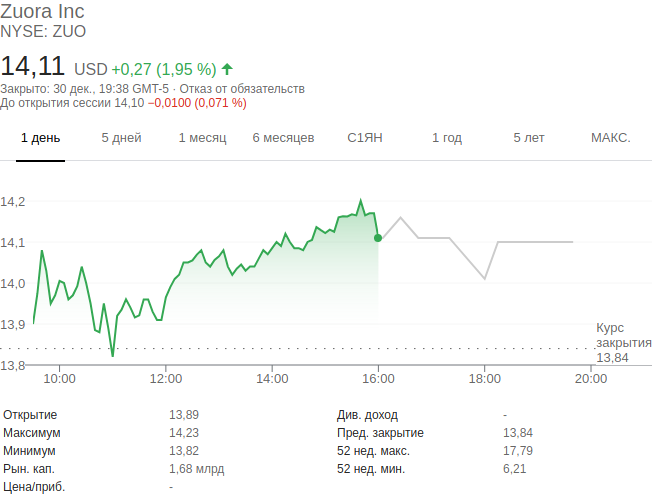 Zuora Inc
NYSE: ZUO
14,11 USD +0,27 (1,95 %)
Закрыто: 30 дек., 19:38 GMT-5 · Отказ от обязательств
До открытия сессии 14,10 −0,0100 (0,071 %)
1 день 5 дней 1 месяц 6 месяцев С1ЯН 1 год 5 лет МАКС.
14,2
14,1
14,0
13,9
13,8
Курс
закрытия
13,84
10:00 12:00 14:00 16:00 18:00 20:00
Открытие 13,89 Див. доход -
Максимум 14,23 Пред. закрытие 13,84
Минимум 13,82 52 нед. макс. 17,79
Рын. кап. 1,68 млрд 52 нед. мин. 6,21
Цена/приб. -